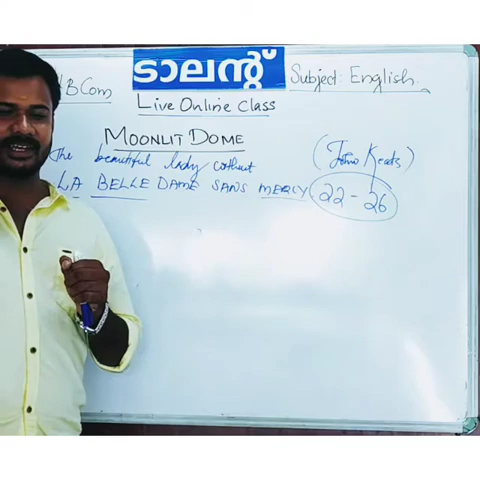 BCom
ടാലന്റ്
Subject: English.
Live Online Class
MOONLIT DOME
The beautiful lady without
(John Keats)
LA BELLE DAME SANS MERCY
22-26